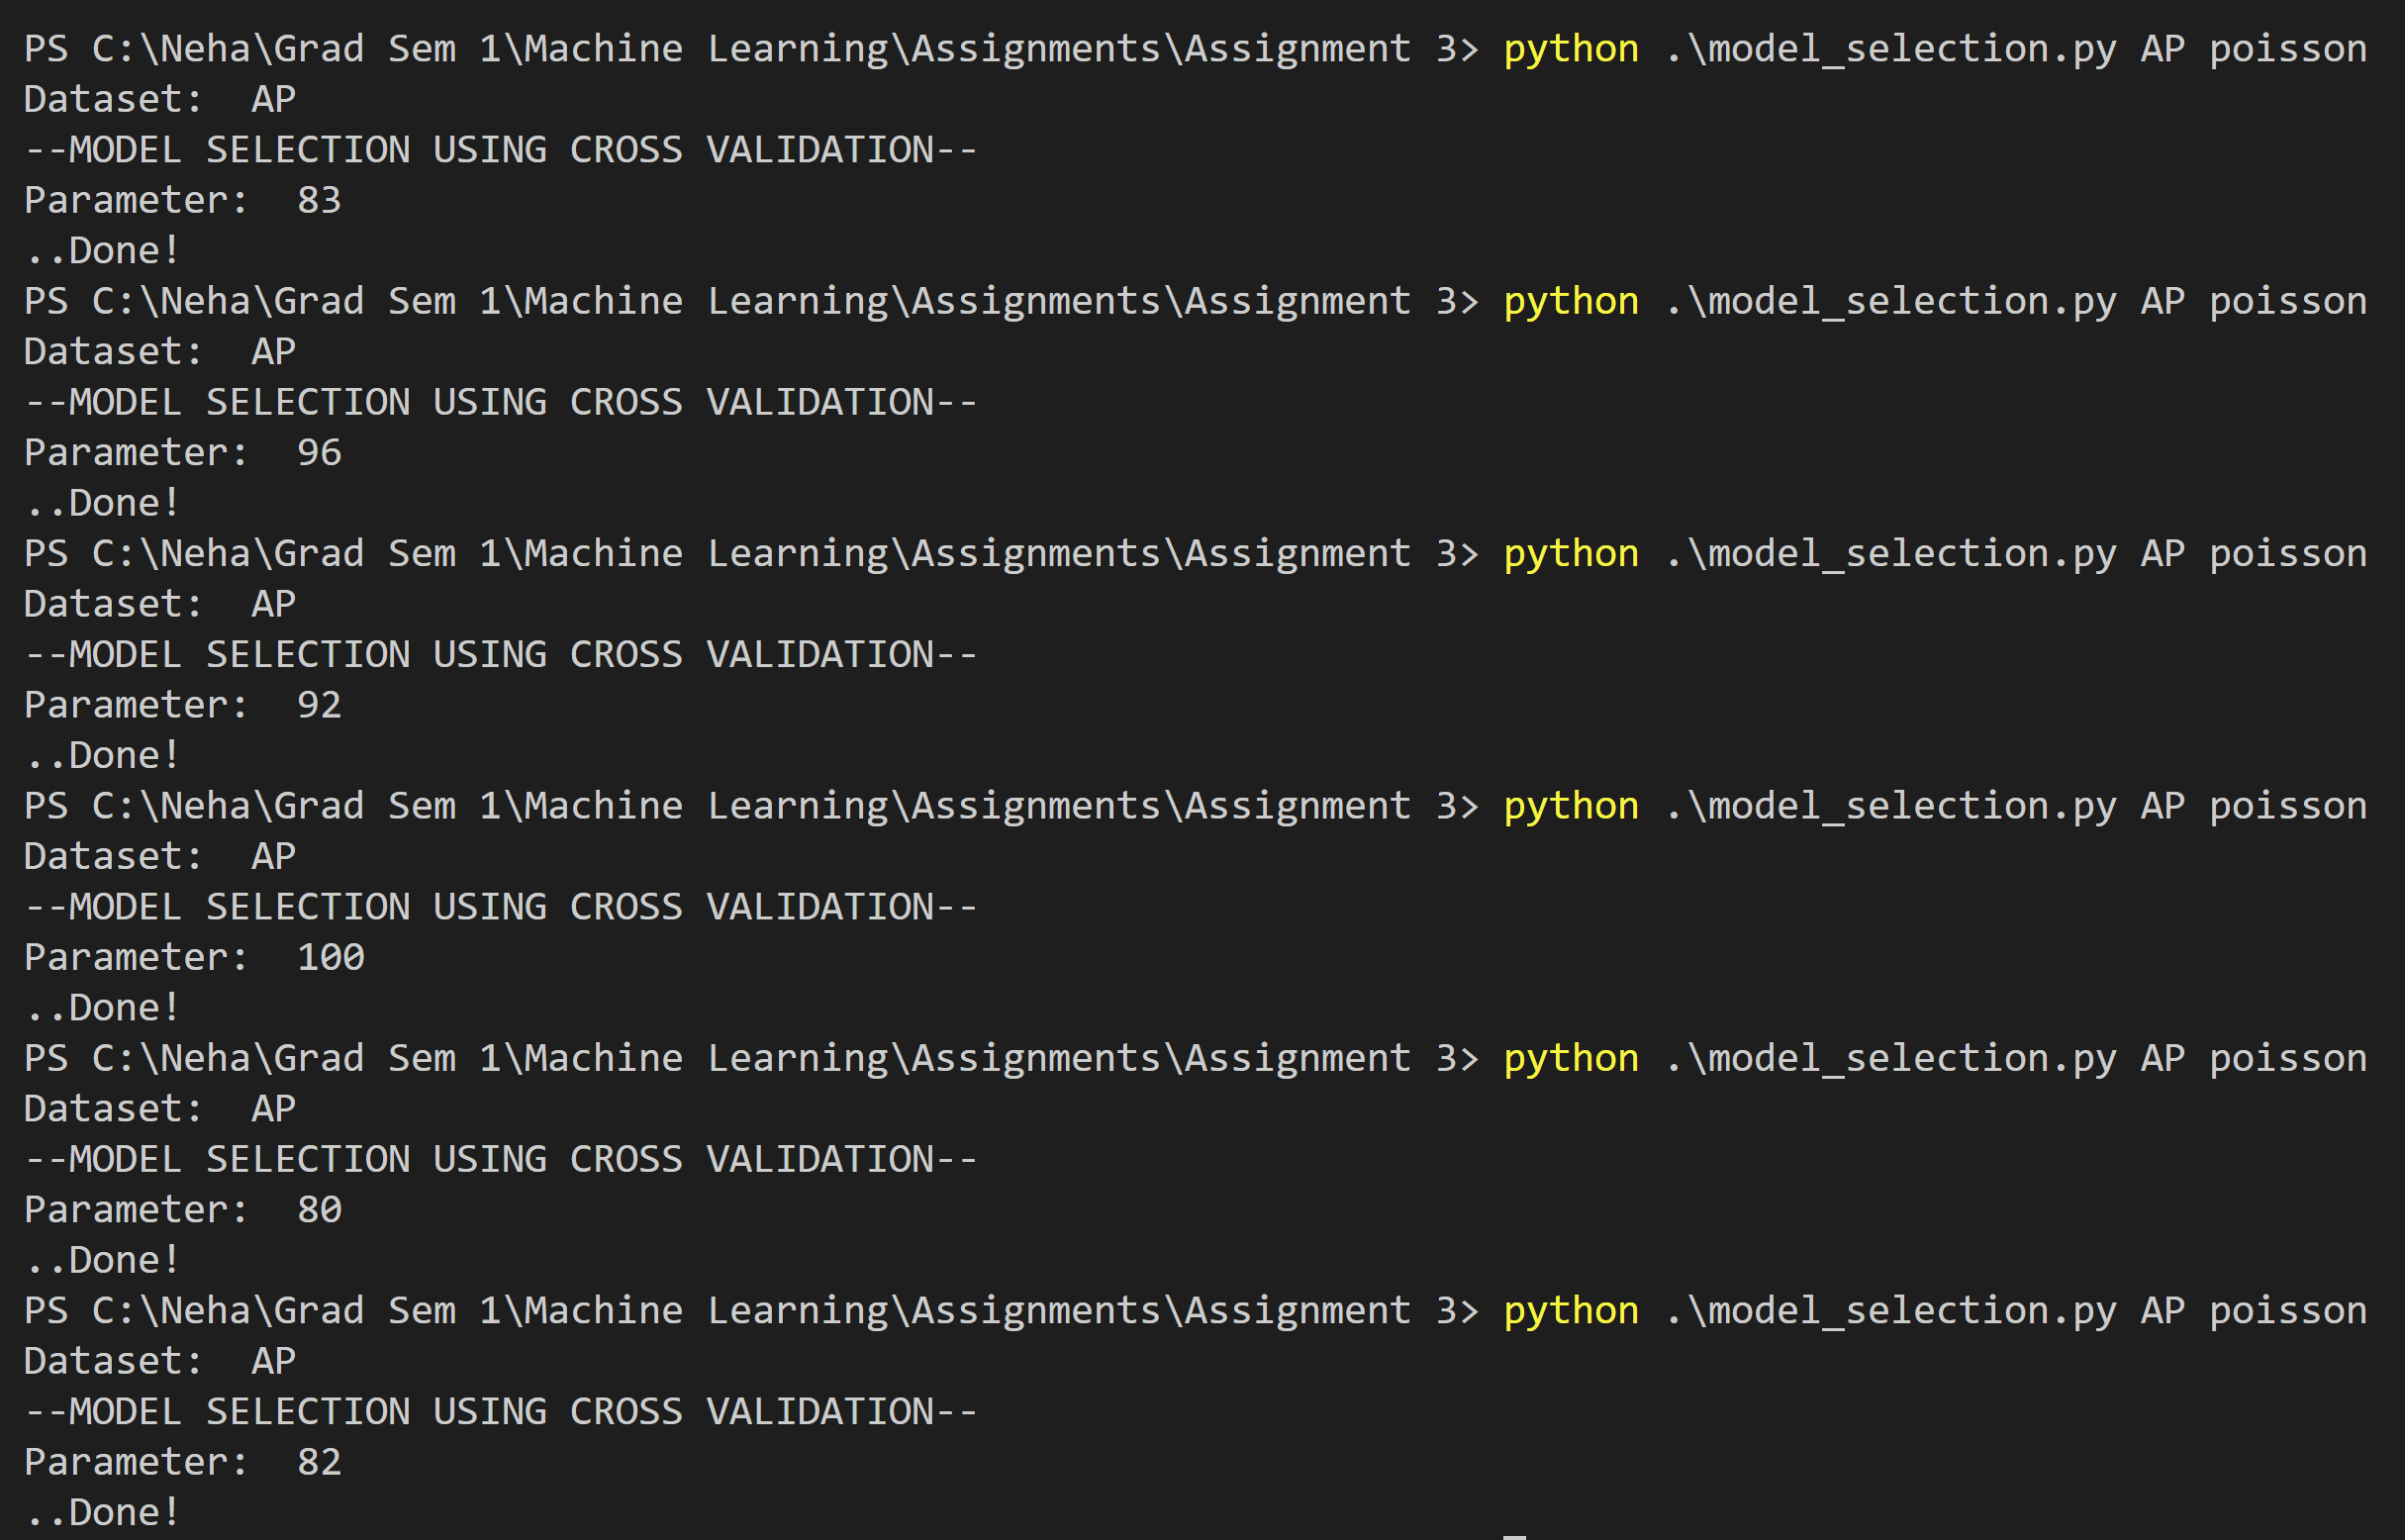 PS C:\Neha\Grad Sem 1\Machine Learning\Assignments\Assignment 3> python .\model_selection.py AP poisson
Dataset:  AP
--MODEL SELECTION USING CROSS VALIDATION--
Parameter:  83
..Done!
PS C:\Neha\Grad Sem 1\Machine Learning\Assignments\Assignment 3> python .\model_selection.py AP poisson
Dataset:  AP
--MODEL SELECTION USING CROSS VALIDATION--
Parameter:  96
..Done!
PS C:\Neha\Grad Sem 1\Machine Learning\Assignments\Assignment 3> python .\model_selection.py AP poisson
Dataset:  AP
--MODEL SELECTION USING CROSS VALIDATION--
Parameter:  92
..Done!
PS C:\Neha\Grad Sem 1\Machine Learning\Assignments\Assignment 3> python .\model_selection.py AP poisson
Dataset:  AP
--MODEL SELECTION USING CROSS VALIDATION--
Parameter:  100
..Done!
PS C:\Neha\Grad Sem 1\Machine Learning\Assignments\Assignment 3> python .\model_selection.py AP poisson
Dataset:  AP
--MODEL SELECTION USING CROSS VALIDATION--
Parameter:  80
..Done!
PS C:\Neha\Grad Sem 1\Machine Learning\Assignments\Assignment 3> python .\model_selection.py AP poisson
Dataset:  AP
--MODEL SELECTION USING CROSS VALIDATION--
Parameter:  82
..Done!